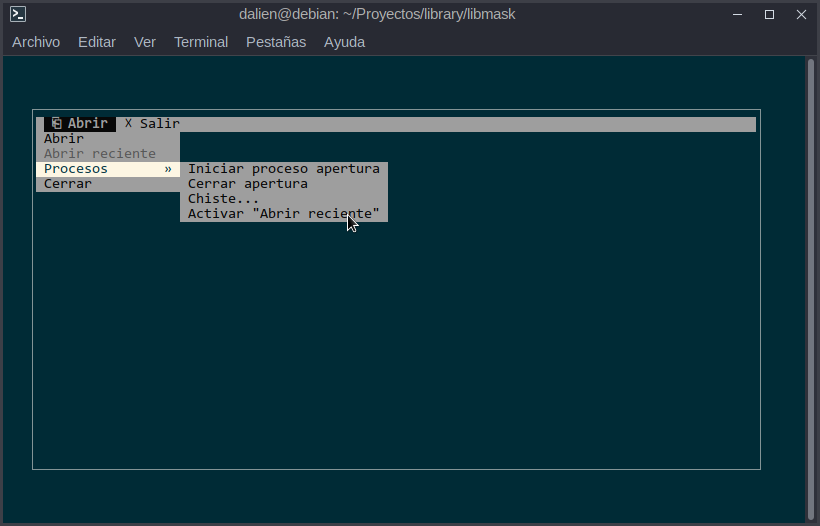 dalien@debian: ~/Proyectos/library/libmask
Archivo Editar Ver Terminal Pestañas Ayuda
Abrir X Salir
Abrir
Abrir reciente
Procesos » Iniciar proceso apertura
Cerrar Cerrar apertura
Chiste...
Activar "Abrir reciente"